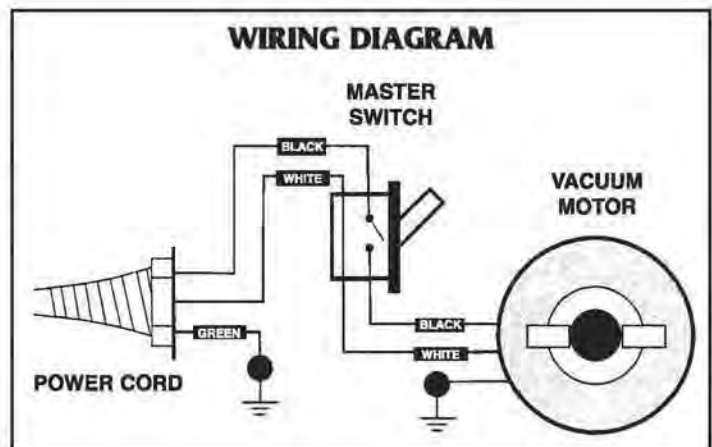 WIRING DIAGRAM
MASTER
SWITCH
BLACK
WHITE
VACUUM
MOTOR
GREEN
BLACK
WHITE
POWER CORD